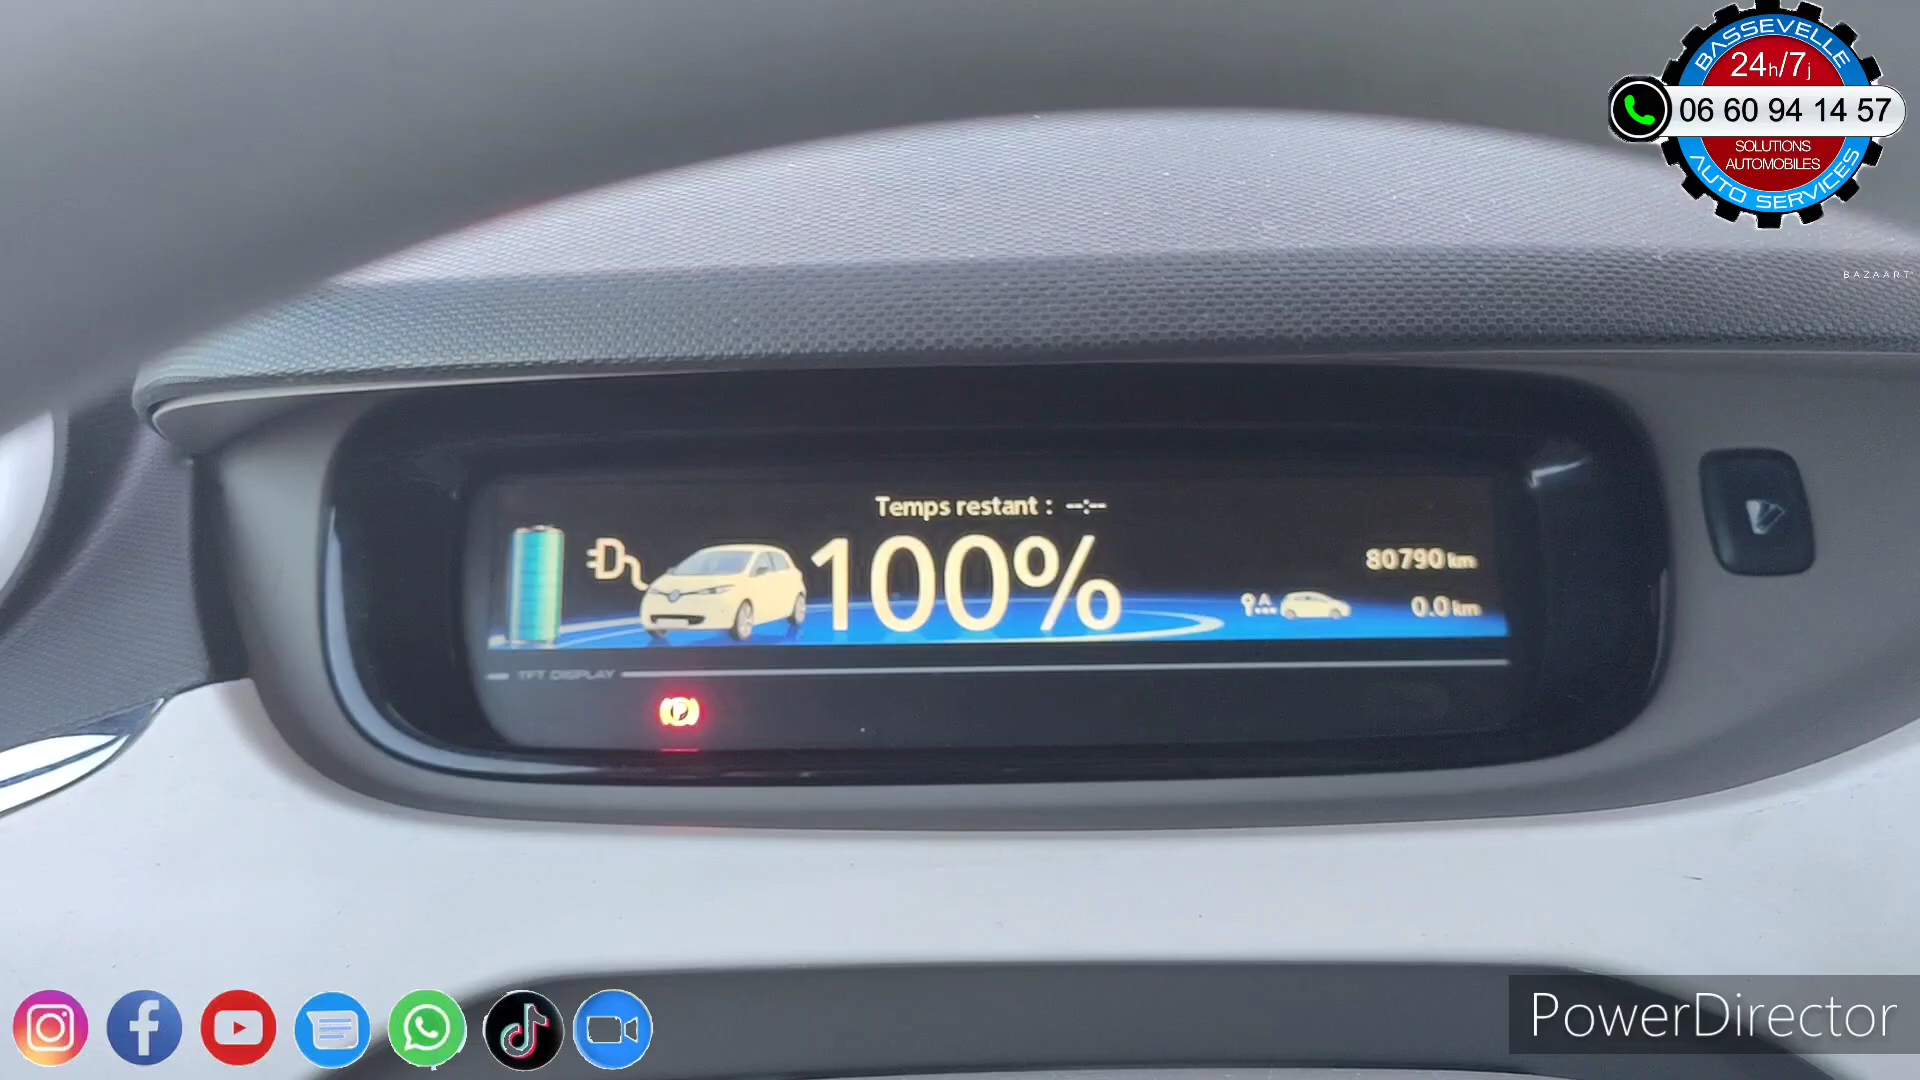 BASSEVELLE
24h/7j
06 60 94 14 57
SOLUTIONS
AUTOMOBILES
AUTO SERVICES
BAZAART
Temps restant : --:--
100%
80790 km
A
0.0 km
TFT DISPLAY
P
PowerDirector